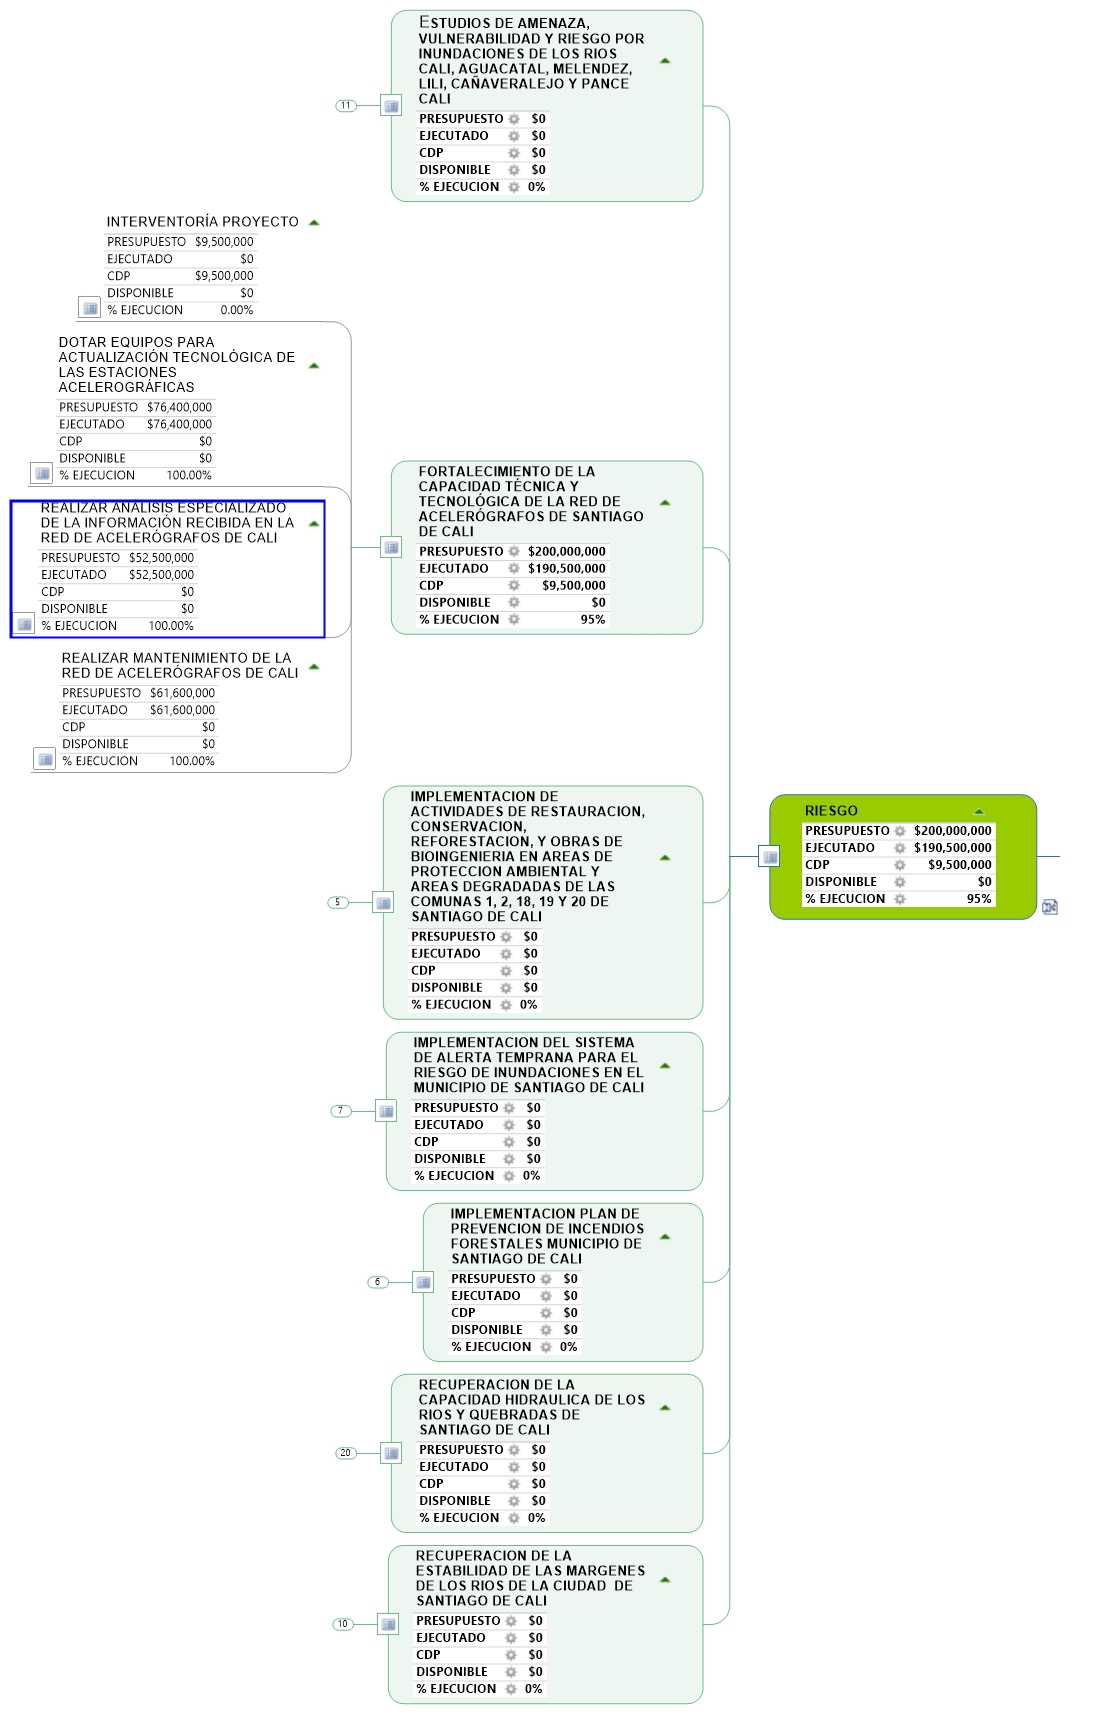 ESTUDIOS DE AMENAZA,
VULNERABILIDAD Y RIESGO POR
INUNDACIONES DE LOS RIOS
CALI, AGUACATAL, MELENDEZ,
LILI, CAÑAVERALEJO Y PANCE
CALI
11
PRESUPUESTO $0
EJECUTADO $0
CDP $0
DISPONIBLE $0
% EJECUCION 0%
INTERVENTORÍA PROYECTO
PRESUPUESTO $9,500,000
EJECUTADO $0
CDP $9,500,000
DISPONIBLE $0
% EJECUCION 0.00%
DOTAR EQUIPOS PARA
ACTUALIZACIÓN TECNOLÓGICA DE
LAS ESTACIONES
ACELEROGRÁFICAS
PRESUPUESTO $76,400,000
EJECUTADO $76,400,000
CDP $0
DISPONIBLE $0
% EJECUCION 100.00%
REALIZAR ANÁLISIS ESPECIALIZADO
DE LA INFORMACIÓN RECIBIDA EN LA
RED DE ACELERÓGRAFOS DE CALI
PRESUPUESTO $52,500,000
EJECUTADO $52,500,000
CDP $0
DISPONIBLE $0
% EJECUCION 100.00%
REALIZAR MANTENIMIENTO DE LA
RED DE ACELERÓGRAFOS DE CALI
PRESUPUESTO $61,600,000
EJECUTADO $61,600,000
CDP $0
DISPONIBLE $0
% EJECUCION 100.00%
FORTALECIMIENTO DE LA
CAPACIDAD TÉCNICA Y
TECNOLÓGICA DE LA RED DE
ACELERÓGRAFOS DE SANTIAGO
DE CALI
PRESUPUESTO $200,000,000
EJECUTADO $190,500,000
CDP $9,500,000
DISPONIBLE $0
% EJECUCION 95%
IMPLEMENTACION DE
ACTIVIDADES DE RESTAURACION,
CONSERVACION,
REFORESTACION, Y OBRAS DE
BIOINGENIERIA EN AREAS DE
PROTECCION AMBIENTAL Y
AREAS DEGRADADAS DE LAS
COMUNAS 1, 2, 18, 19 Y 20 DE
SANTIAGO DE CALI
5
PRESUPUESTO $0
EJECUTADO $0
CDP $0
DISPONIBLE $0
% EJECUCION 0%
RIESGO
PRESUPUESTO $200,000,000
EJECUTADO $190,500,000
CDP $9,500,000
DISPONIBLE $0
% EJECUCION 95%
IMPLEMENTACION DEL SISTEMA
DE ALERTA TEMPRANA PARA EL
RIESGO DE INUNDACIONES EN EL
MUNICIPIO DE SANTIAGO DE CALI
7
PRESUPUESTO $0
EJECUTADO $0
CDP $0
DISPONIBLE $0
% EJECUCION 0%
IMPLEMENTACION PLAN DE
PREVENCION DE INCENDIOS
FORESTALES MUNICIPIO DE
SANTIAGO DE CALI
6
PRESUPUESTO $0
EJECUTADO $0
CDP $0
DISPONIBLE $0
% EJECUCION 0%
RECUPERACION DE LA
CAPACIDAD HIDRAULICA DE LOS
RIOS Y QUEBRADAS DE
SANTIAGO DE CALI
20
PRESUPUESTO $0
EJECUTADO $0
CDP $0
DISPONIBLE $0
% EJECUCION 0%
RECUPERACION DE LA
ESTABILIDAD DE LAS MARGENES
DE LOS RIOS DE LA CIUDAD DE
SANTIAGO DE CALI
10
PRESUPUESTO $0
EJECUTADO $0
CDP $0
DISPONIBLE $0
% EJECUCION 0%